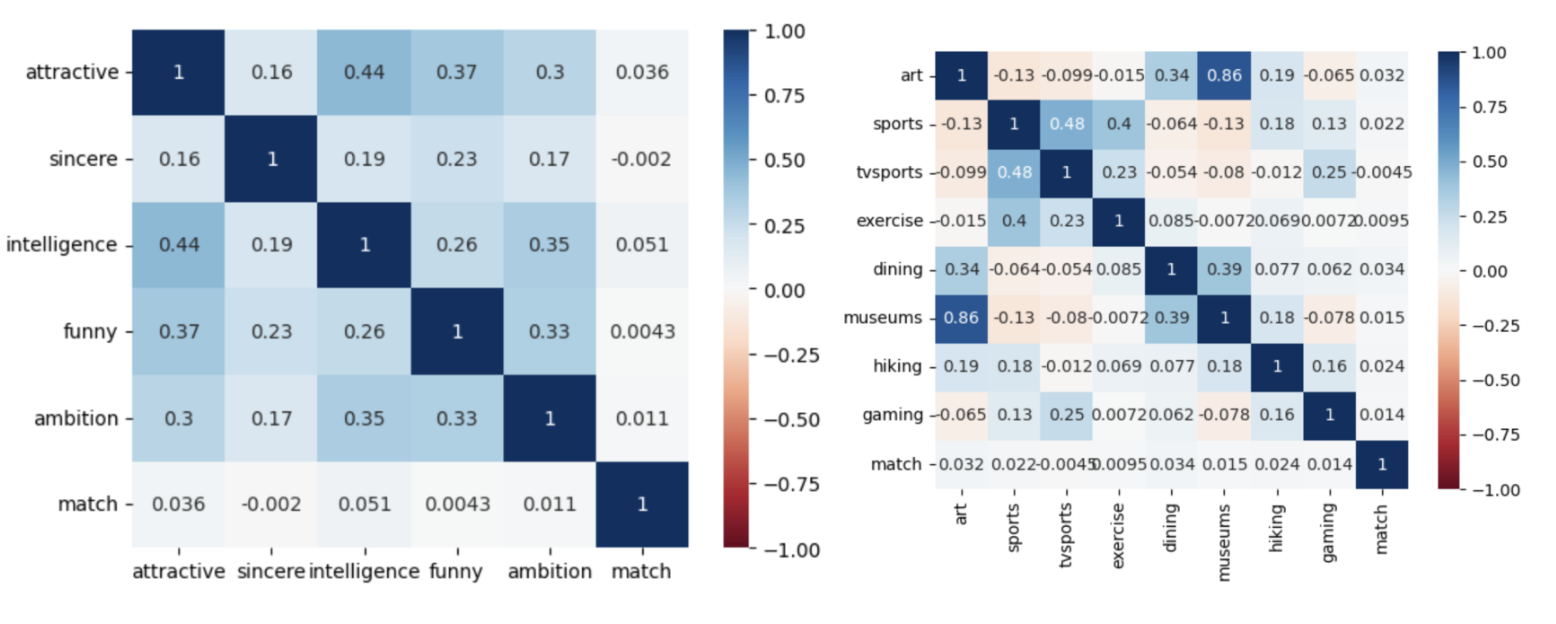 attractive 1 0.16 0.44 0.37 0.3 0.036
sincere 0.16 1 0.19 0.23 0.17 -0.002
intelligence 0.44 0.19 1 0.26 0.35 0.051
funny 0.37 0.23 0.26 1 0.33 0.0043
ambition 0.3 0.17 0.35 0.33 1 0.011
match 0.036 -0.002 0.051 0.0043 0.011 1
attractive sincere intelligence funny ambition match
1.00
0.75
0.50
0.25
0.00
−0.25
−0.50
−0.75
−1.00
art 1 -0.13 -0.099 -0.015 0.34 0.86 0.19 -0.065 0.032
sports -0.13 1 0.48 0.4 -0.064 -0.13 0.18 0.13 0.022
tvsports -0.099 0.48 1 0.23 -0.054 -0.08 -0.012 0.25 -0.0045
exercise -0.015 0.4 0.23 1 0.085 -0.0072 0.069 0.0072 0.0095
dining 0.34 -0.064 -0.054 0.085 1 0.39 0.077 0.062 0.034
museums 0.86 -0.13 -0.08 -0.0072 0.39 1 0.18 -0.078 0.015
hiking 0.19 0.18 -0.012 0.069 0.077 0.18 1 0.16 0.024
gaming -0.065 0.13 0.25 0.0072 0.062 -0.078 0.16 1 0.014
match 0.032 0.022 -0.0045 0.0095 0.034 0.015 0.024 0.014 1
art sports tvsports exercise dining museums hiking gaming match
1.00
0.75
0.50
0.25
0.00
−0.25
−0.50
−0.75
−1.00